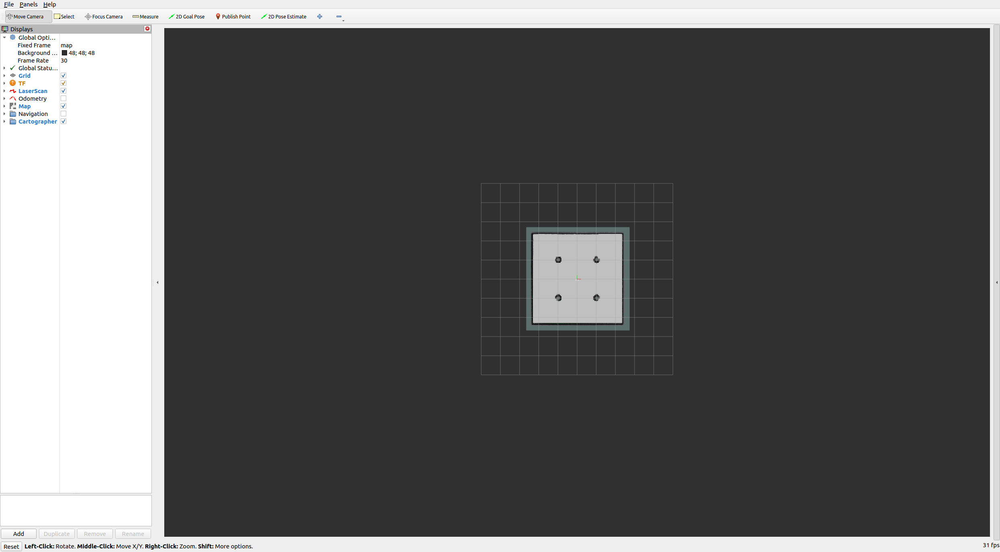 File Panels Help
Move Camera Select Focus Camera Measure 2D Goal Pose Publish Point 2D Pose Estimate
Displays
Global Opti...
Fixed Frame map
Background ... 48; 48; 48
Frame Rate 30
Global Statu...
Grid
TF
LaserScan
Odometry
Map
Navigation
Cartographer
Add Duplicate Remove Rename
Reset Left-Click: Rotate. Middle-Click: Move X/Y. Right-Click: Zoom. Shift: More options. 31 fps